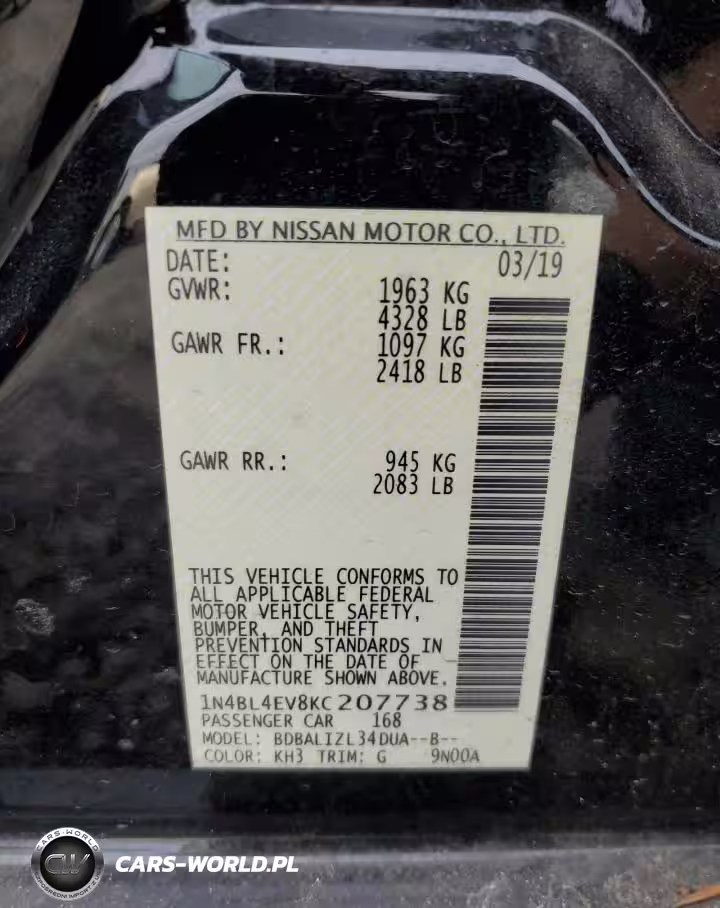 MFD BY NISSAN MOTOR CO., LTD.
DATE: 03/19
GVWR: 1963 KG
4328 LB
GAWR FR.: 1097 KG
2418 LB
GAWR RR.: 945 KG
2083 LB
THIS VEHICLE CONFORMS TO
ALL APPLICABLE FEDERAL
MOTOR VEHICLE SAFETY,
BUMPER, AND THEFT
PREVENTION STANDARDS IN
EFFECT ON THE DATE OF
MANUFACTURE SHOWN ABOVE.
1N4BL4EV8KC207738
PASSENGER CAR 168
MODEL: BDBALIZL34DUA--B--
COLOR: KH3 TRIM: G 9N00A
CARS-WORLD
CW
CARS-WORLD.PL